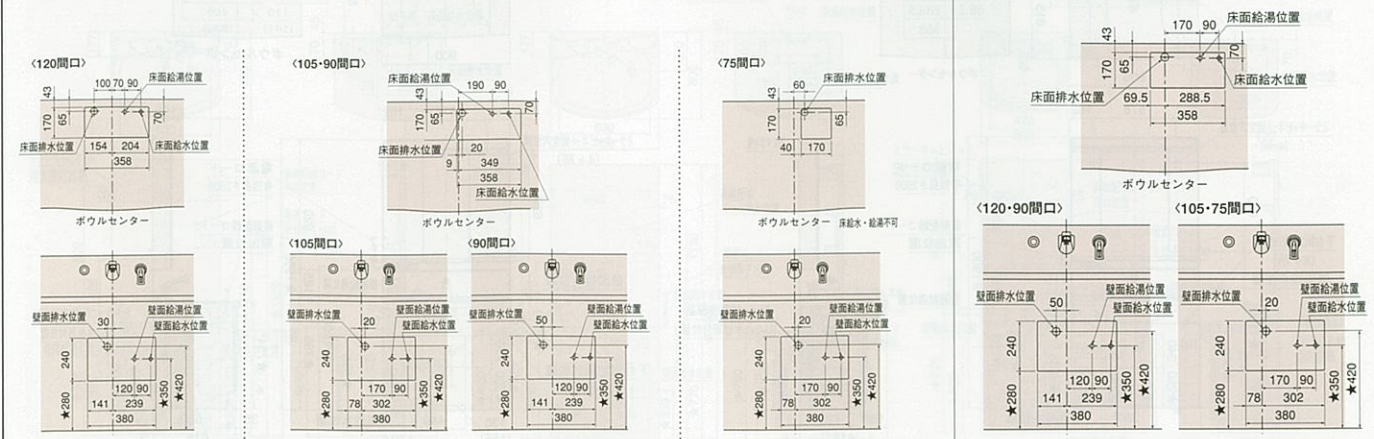 〈120間口〉
100 70 90
床面給湯位置
43
170
65
70
床面排水位置
床面給水位置
154 204
358
ボウルセンター
壁面排水位置
30
壁面給湯位置
壁面給水位置
240
★280
120 90
141 239
380
★350
★420
〈105・90間口〉
190 90
床面給湯位置
43
170
65
70
床面排水位置
20
9 349
358
床面給水位置
ボウルセンター
〈105間口〉
壁面排水位置
20
壁面給湯位置
壁面給水位置
240
★280
170 90
78 302
380
★350
★420
〈90間口〉
壁面排水位置
50
壁面給湯位置
壁面給水位置
240
★280
120 90
141 239
380
★350
★420
〈75間口〉
60
床面排水位置
43
170
65
40 170
ボウルセンター 床給水・給湯不可
壁面排水位置
20
壁面給湯位置
壁面給水位置
240
★280
170 90
78 302
380
★350
★420
床面給湯位置
170 90
43
170
65
70
床面給水位置
床面排水位置
69.5 288.5
358
ボウルセンター
〈120・90間口〉
壁面排水位置
50
壁面給湯位置
壁面給水位置
240
★280
120 90
141 239
380
★350
★420
〈105・75間口〉
壁面排水位置
20
壁面給湯位置
壁面給水位置
240
★280
170 90
78 302
380
★350
★420